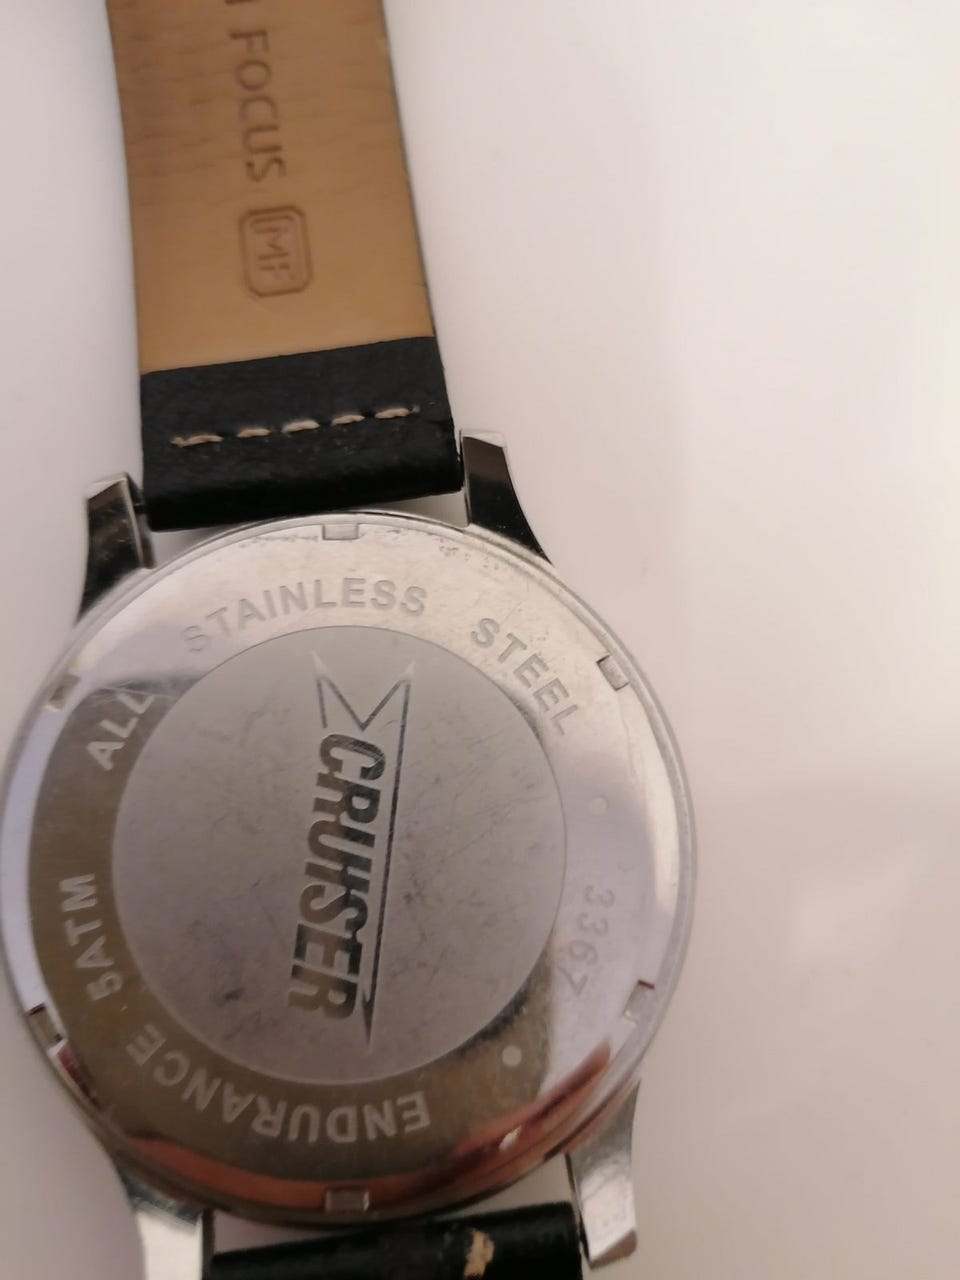 FOCUS
MF
ALL STAINLESS STEEL
3367
ENDURANCE 5ATM
CRUISER